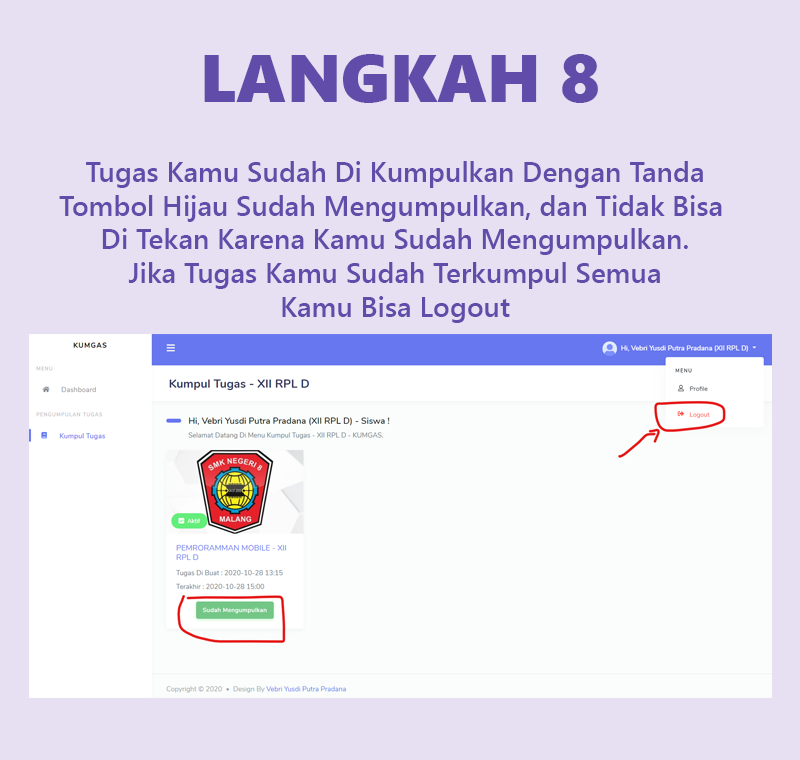 LANGKAH 8
Tugas Kamu Sudah Di Kumpulkan Dengan Tanda
Tombol Hijau Sudah Mengumpulkan, dan Tidak Bisa
Di Tekan Karena Kamu Sudah Mengumpulkan.
Jika Tugas Kamu Sudah Terkumpul Semua
Kamu Bisa Logout
KUMGAS
MENU
Dashboard
PENGUMPULAN TUGAS
Kumpul Tugas
Hi, Vebri Yusdi Putra Pradana (XII RPL D)
MENU
Profile
Logout
Kumpul Tugas - XII RPL D
Hi, Vebri Yusdi Putra Pradana (XII RPL D) - Siswa !
Selamat Datang Di Menu Kumpul Tugas - XII RPL D - KUMGAS.
SMK NEGERI 8
MALANG
Aktif
PEMRORAMMAN MOBILE - XII
RPL D
Tugas Di Buat : 2020-10-28 13:15
Terakhir : 2020-10-28 15:00
Sudah Mengumpulkan
Copyright © 2020 • Design By Vebri Yusdi Putra Pradana